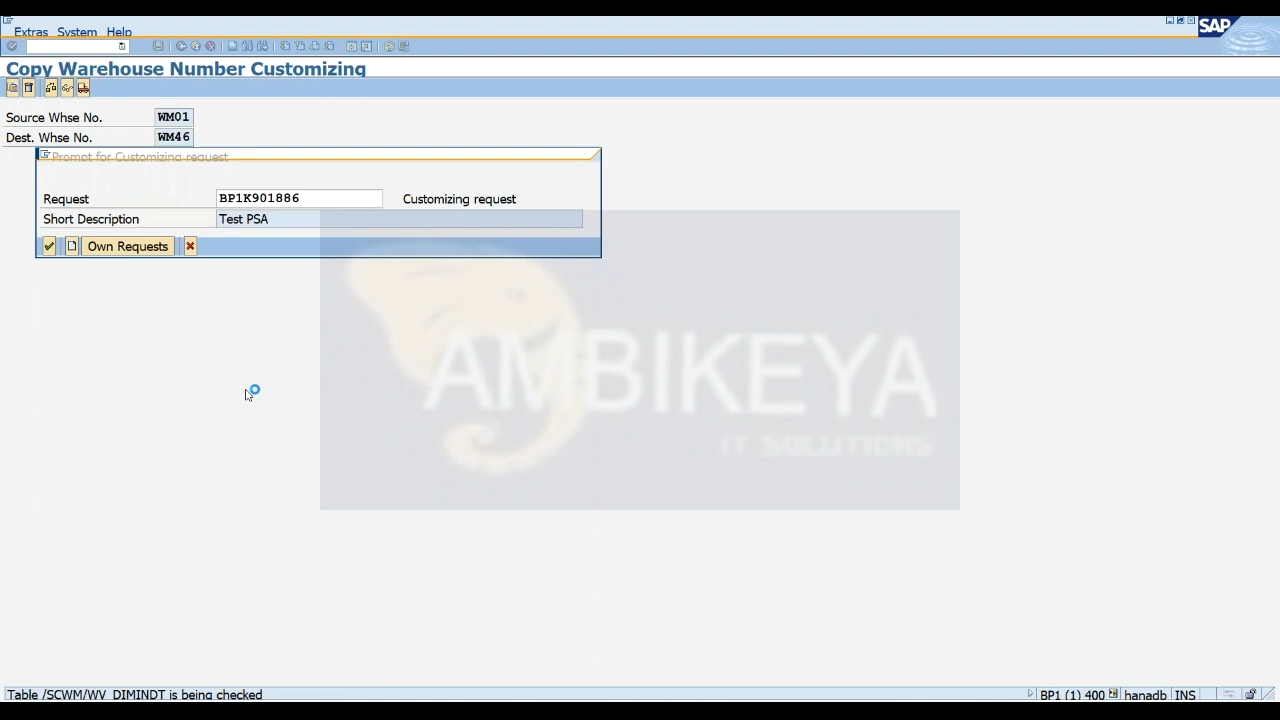 Extras System Help
SAP
Copy Warehouse Number Customizing
Source Whse No. WM01
Dest. Whse No. WM46
Prompt for Customizing request
Request BP1K901886 Customizing request
Short Description Test PSA
Own Requests
AMBIKEYA
IT SOLUTIONS
Table /SCWM/WV_DIMINDT is being checked BP1 (1) 400 hanadb INS